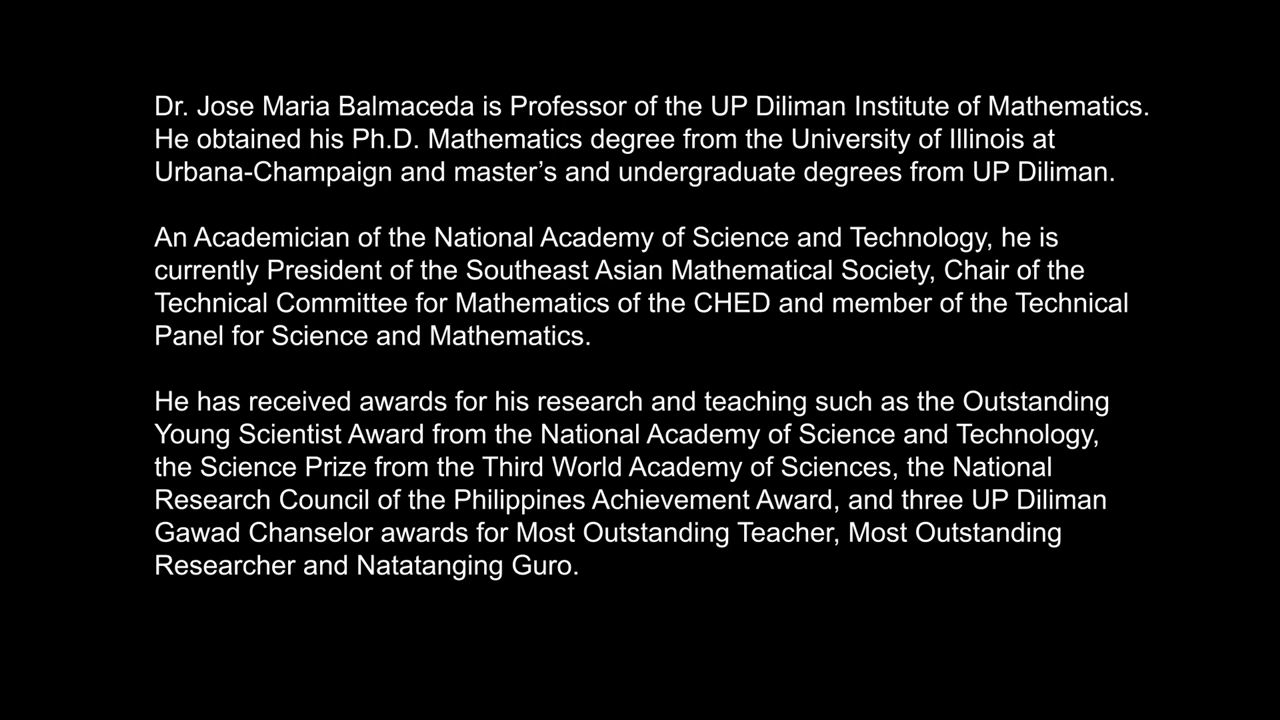 Dr. Jose Maria Balmaceda is Professor of the UP Diliman Institute of Mathematics.
He obtained his Ph.D. Mathematics degree from the University of Illinois at
Urbana-Champaign and master’s and undergraduate degrees from UP Diliman.
An Academician of the National Academy of Science and Technology, he is
currently President of the Southeast Asian Mathematical Society, Chair of the
Technical Committee for Mathematics of the CHED and member of the Technical
Panel for Science and Mathematics.
He has received awards for his research and teaching such as the Outstanding
Young Scientist Award from the National Academy of Science and Technology,
the Science Prize from the Third World Academy of Sciences, the National
Research Council of the Philippines Achievement Award, and three UP Diliman
Gawad Chanselor awards for Most Outstanding Teacher, Most Outstanding
Researcher and Natatanging Guro.